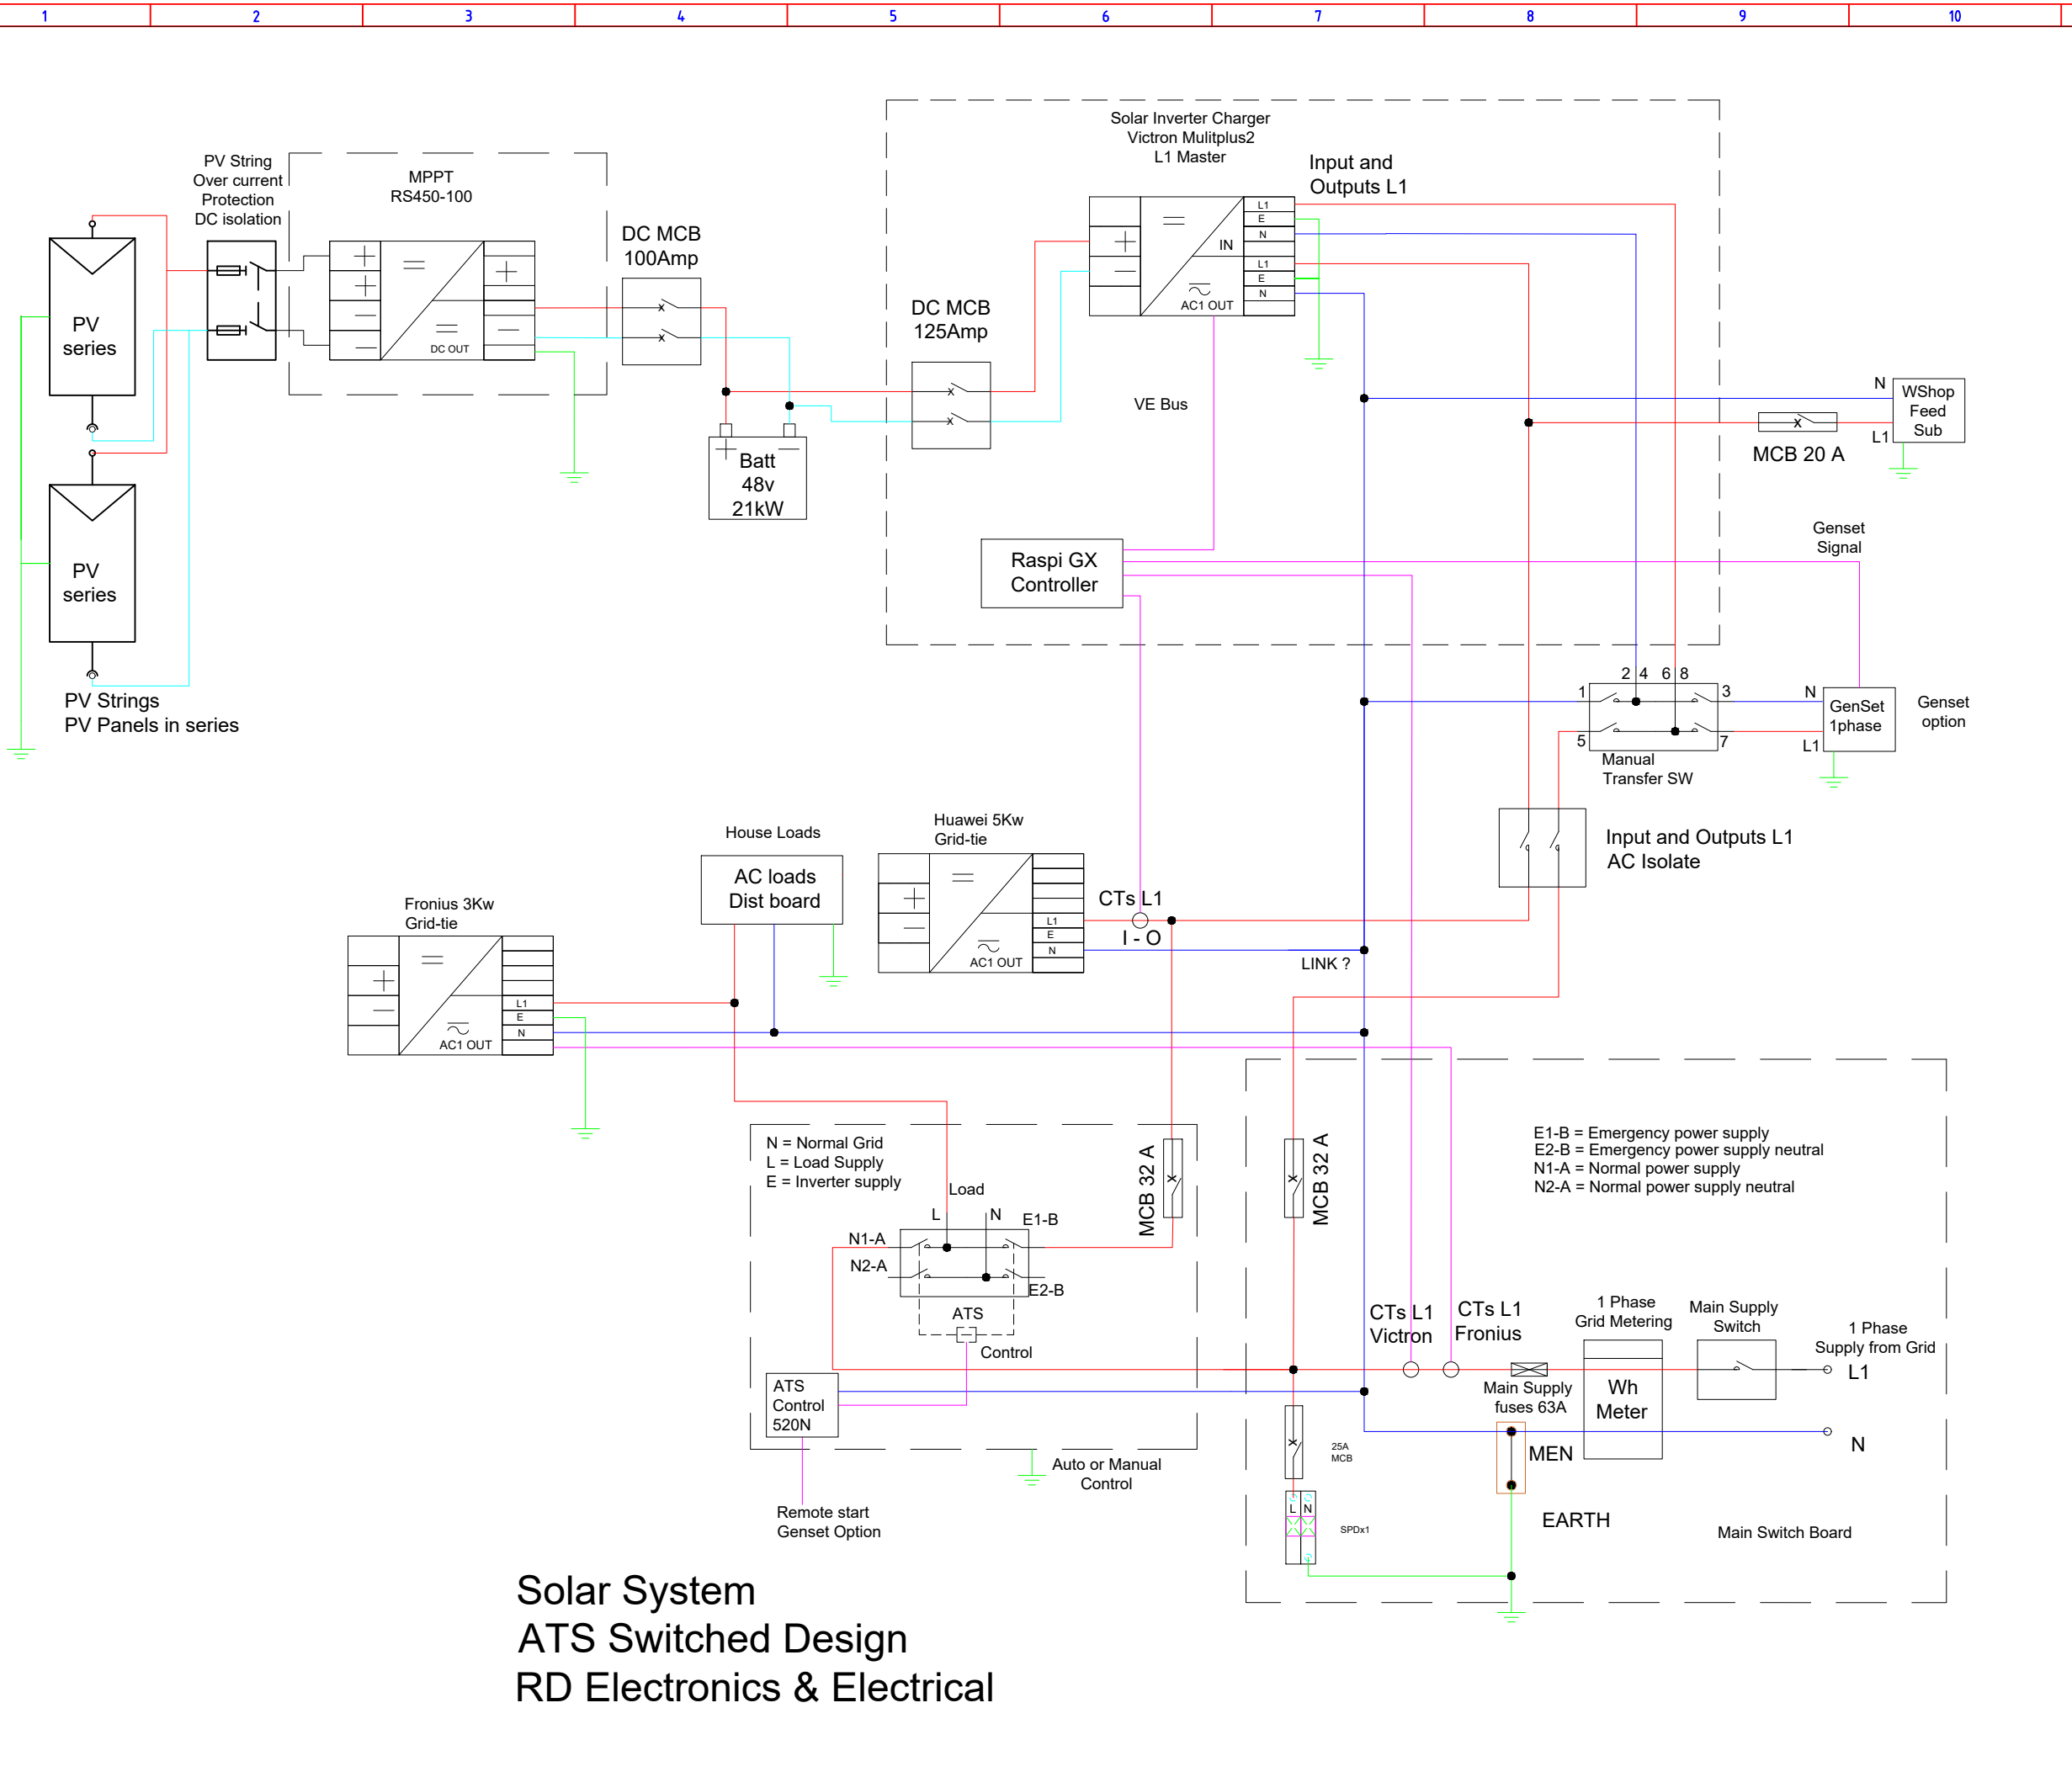 1 2 3 4 5 6 7 8 9 10
PV String
Over current
Protection
DC isolation
MPPT
RS450-100
DC OUT
PV
series
PV
series
PV Strings
PV Panels in series
DC MCB
100Amp
Batt
48v
21kW
DC MCB
125Amp
Solar Inverter Charger
Victron Mulitplus2
L1 Master
Input and
Outputs L1
L1
E
N
IN
L1
E
N
AC1 OUT
VE Bus
Raspi GX
Controller
N
L1
WShop
Feed
Sub
MCB 20 A
Genset
Signal
2 4 6 8
1
3
5
7
Manual
Transfer SW
N
L1
GenSet
1phase
Genset
option
Input and Outputs L1
AC Isolate
House Loads
AC loads
Dist board
Huawei 5Kw
Grid-tie
L1
E
N
AC1 OUT
CTs L1
I - O
LINK ?
Fronius 3Kw
Grid-tie
L1
E
N
AC1 OUT
N = Normal Grid
L = Load Supply
E = Inverter supply
Load
L N
E1-B
N1-A
N2-A
E2-B
ATS
Control
ATS
Control
520N
MCB 32 A
MCB 32 A
Auto or Manual
Control
Remote start
Genset Option
E1-B = Emergency power supply
E2-B = Emergency power supply neutral
N1-A = Normal power supply
N2-A = Normal power supply neutral
CTs L1
Victron
CTs L1
Fronius
1 Phase
Grid Metering
Main Supply
Switch
1 Phase
Supply from Grid
L1
N
Main Supply
fuses 63A
Wh
Meter
MEN
EARTH
25A
MCB
L N
SPDx1
Main Switch Board
Solar System
ATS Switched Design
RD Electronics & Electrical